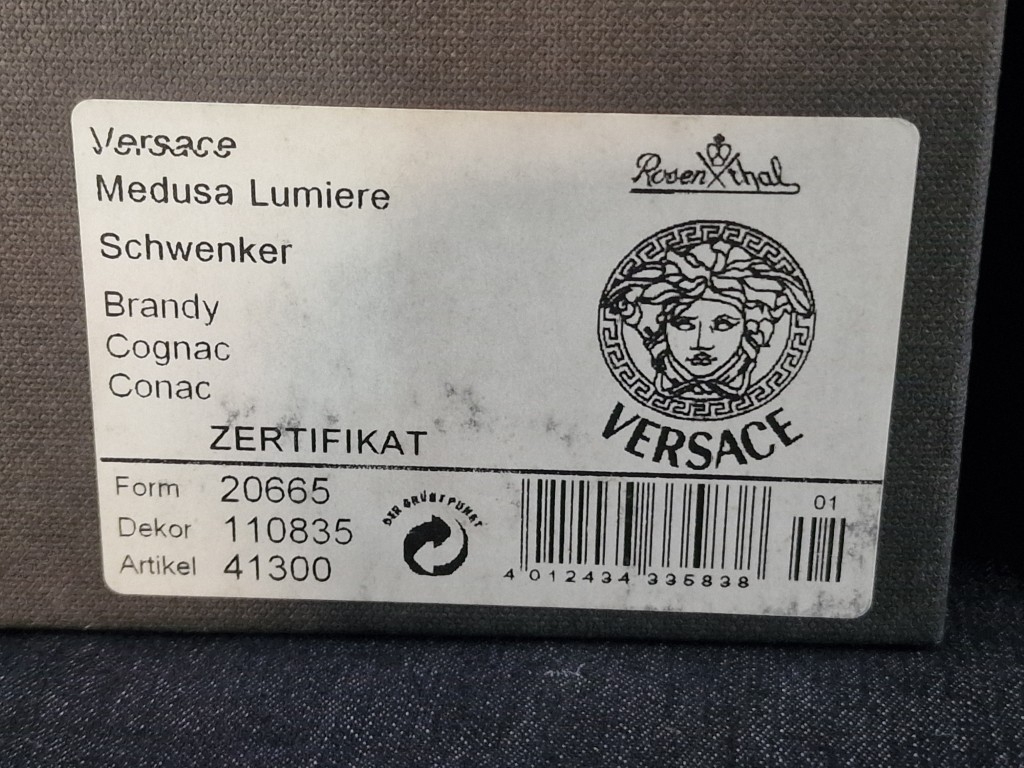 Versace
Medusa Lumiere
Schwenker
Brandy
Cognac
Conac
ZERTIFIKAT
Rosenthal
VERSACE
Form 20665
Dekor 110835
Artikel 41300
DER GRÜNE PUNKT
4 012434 335838
01